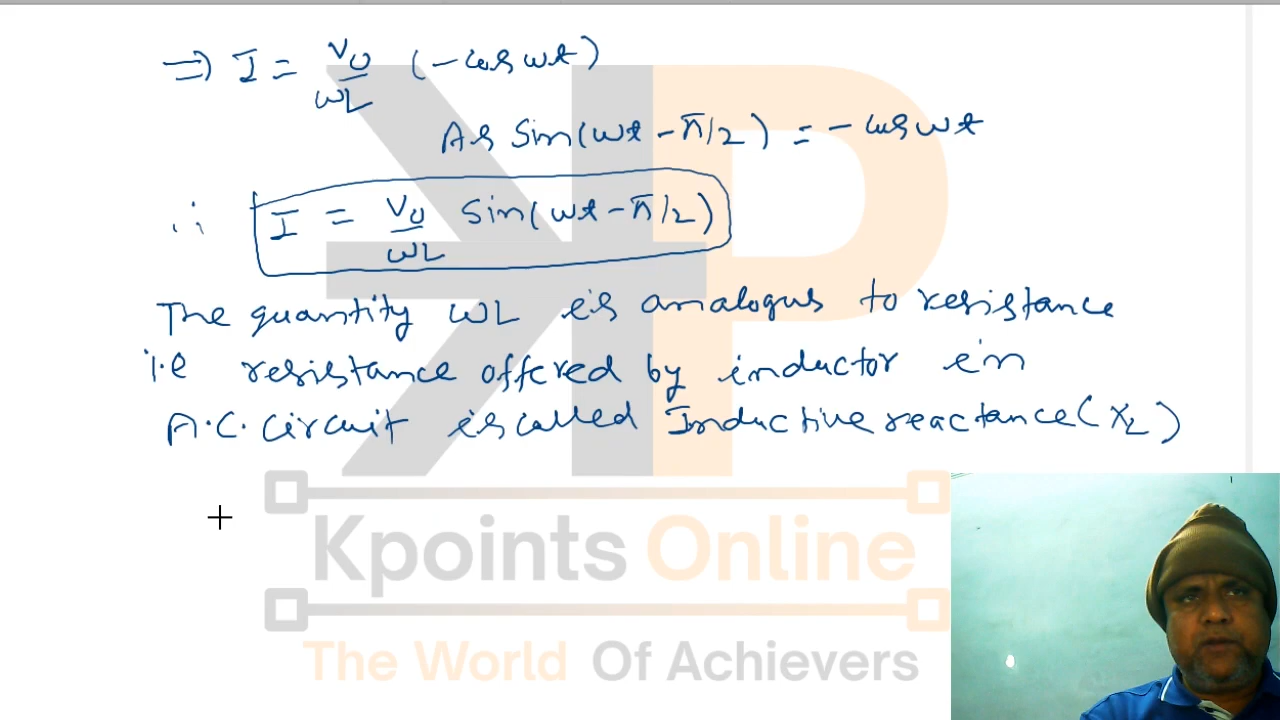 ⇒ I = V0/ωL (-cos ωt)
As Sin(ωt - π/2) = - cos ωt
∴ I = V0/ωL Sin(ωt - π/2)
The quantity ωL is analogus to resistance
i.e resistance offered by inductor in
A.C. circuit is called Inductive reactance (XL)
KP
Kpoints Online
The World Of Achievers